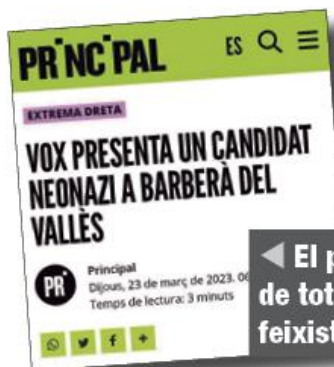 PRINCIPAL ES
EXTREMA DRETA
VOX PRESENTA UN CANDIDAT
NEONAZI A BARBERÀ DEL
VALLÈS
PR
Principal
Dijous, 23 de març de 2023.
Temps de lectura: 3 minuts
El
de tot
feixist